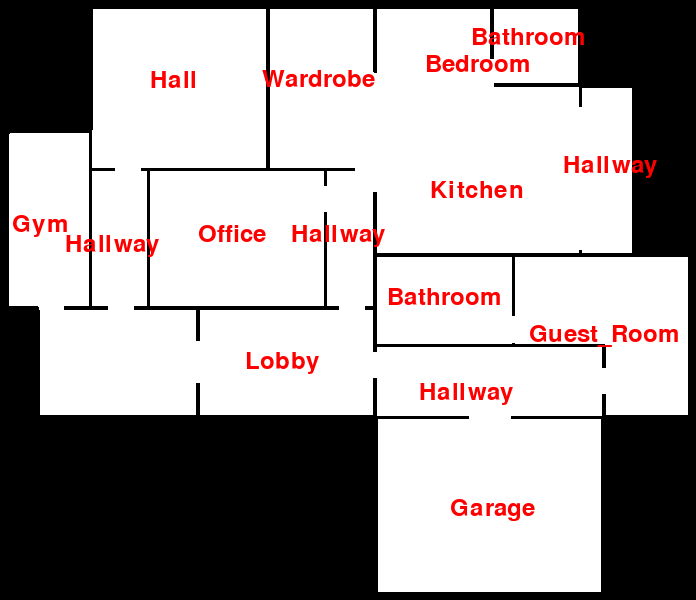 Bathroom
Bedroom
Hall
Wardrobe
Hallway
Kitchen
Gym
Hallway
Office
Hallway
Bathroom
Guest_Room
Lobby
Hallway
Garage